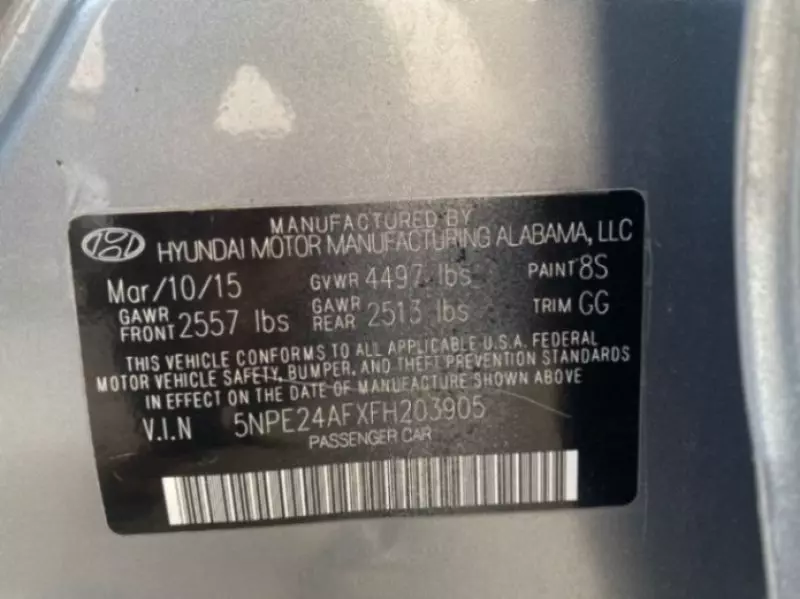 MANUFACTURED BY
HYUNDAI MOTOR MANUFACTURING ALABAMA, LLC
Mar/10/15 GVWR 4497 lbs PAINT 8S
GAWR FRONT 2557 lbs GAWR REAR 2513 lbs TRIM GG
THIS VEHICLE CONFORMS TO ALL APPLICABLE U.S.A. FEDERAL
MOTOR VEHICLE SAFETY, BUMPER, AND THEFT PREVENTION STANDARDS
IN EFFECT ON THE DATE OF MANUFACTURE SHOWN ABOVE
V.I.N 5NPE24AFXFH203905
PASSENGER CAR